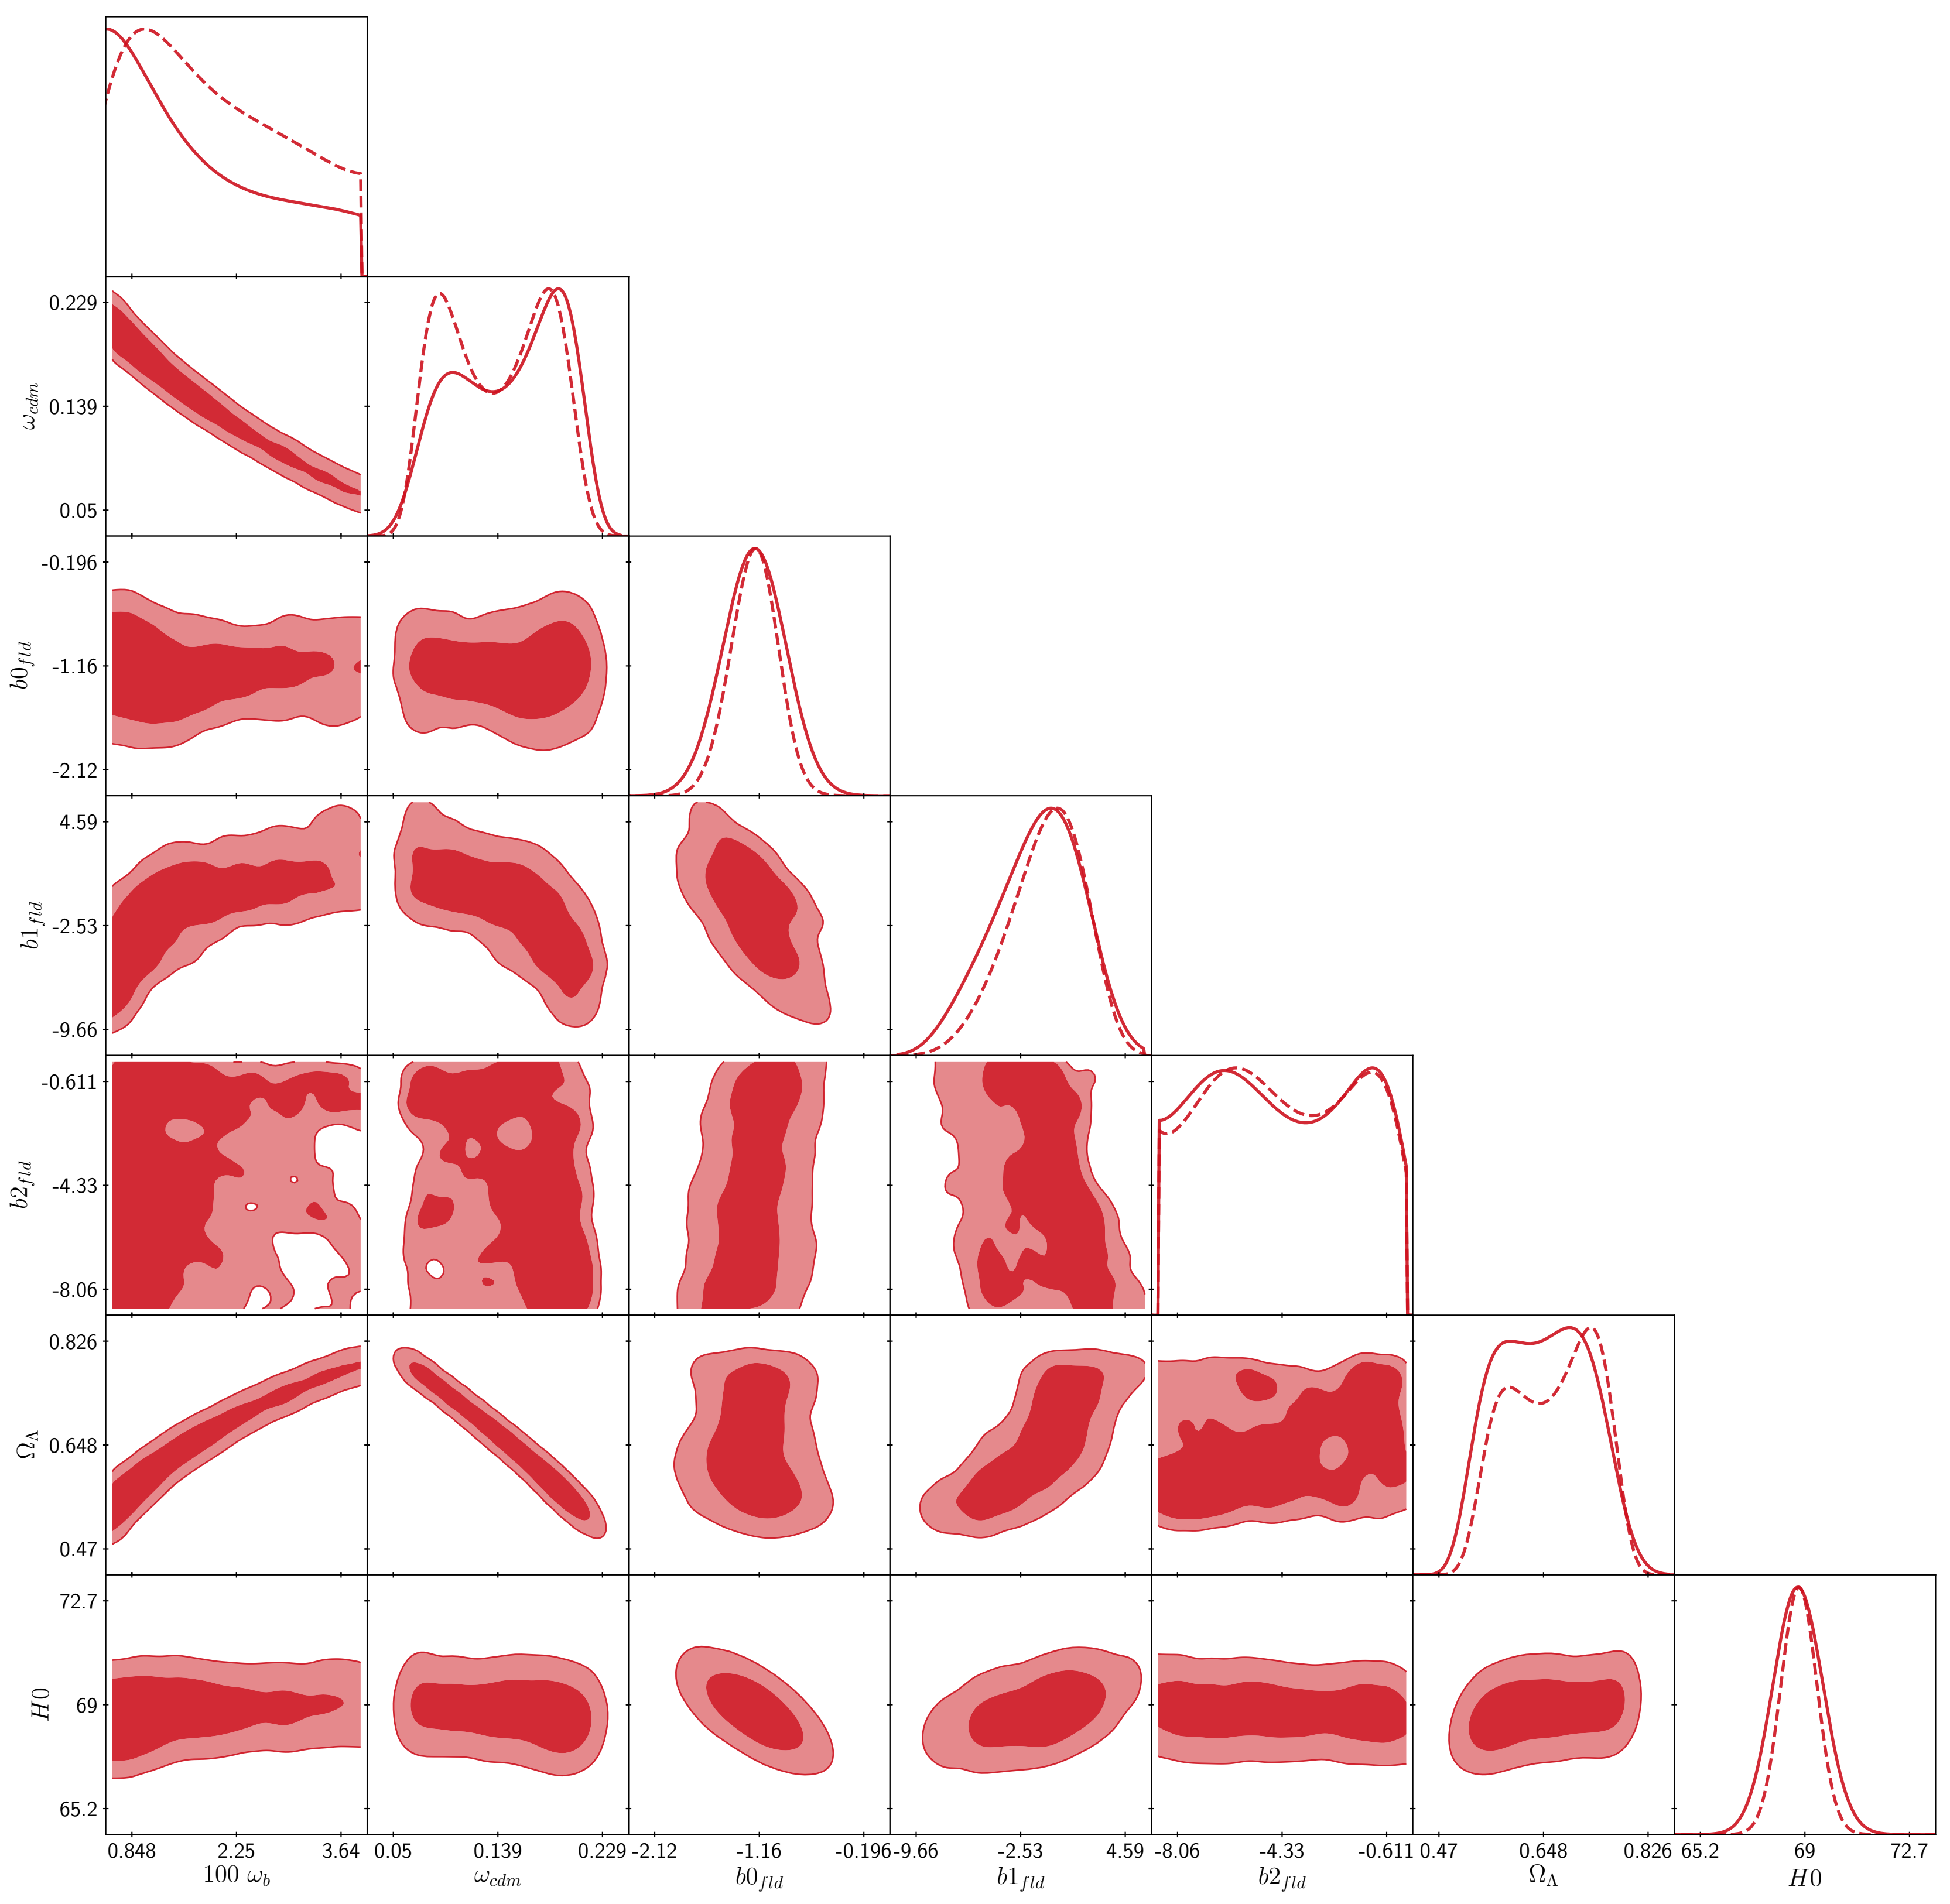 0.229
0.139
0.05
ω_cdm
-0.196
-1.16
-2.12
b0_fld
4.59
-2.53
-9.66
b1_fld
-0.611
-4.33
-8.06
b2_fld
0.826
0.648
0.47
Ω_Λ
72.7
69
65.2
H0
0.848 2.25 3.64 0.05 0.139 0.229 -2.12 -1.16 -0.196 -9.66 -2.53 4.59 -8.06 -4.33 -0.611 0.47 0.648 0.826 65.2 69 72.7
100 ω_b ω_cdm b0_fld b1_fld b2_fld Ω_Λ H0